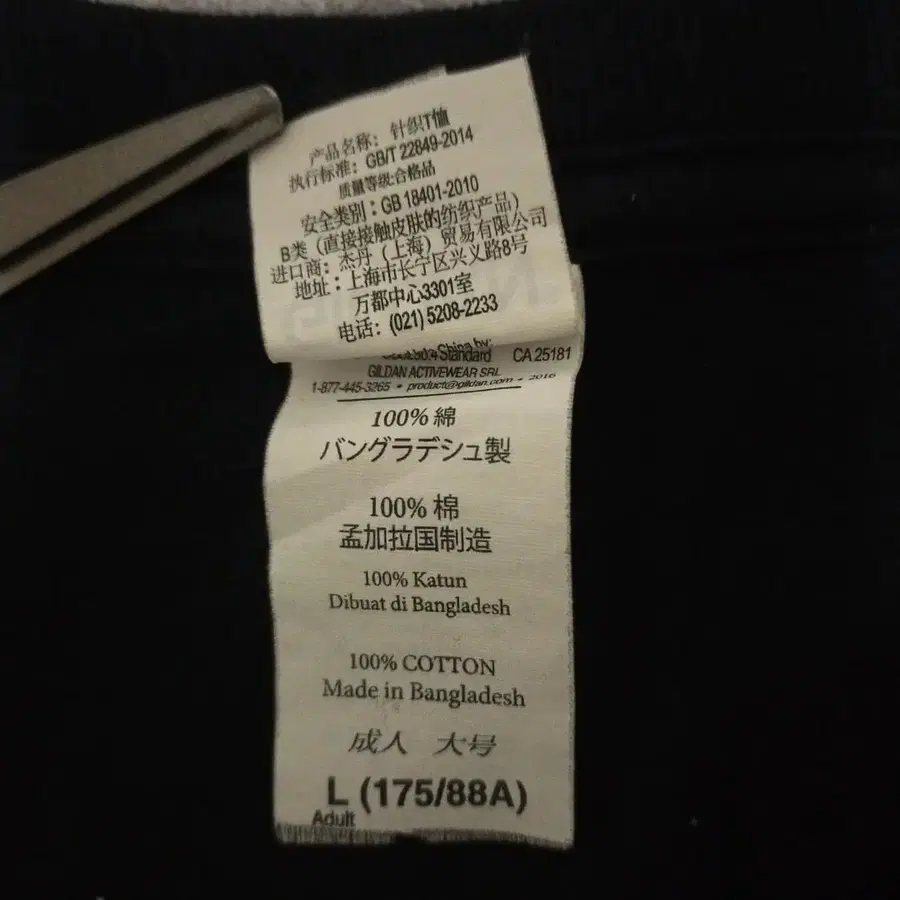 产品名称：针织T恤
执行标准：GB/T 22849-2014
质量等级:合格品
安全类别：GB 18401-2010
B类（直接接触皮肤的纺织产品）
进口商：杰丹（上海）贸易有限公司
地址：上海市长宁区兴义路8号
万都中心3301室
电话：(021) 5208-2233
Standard CA 25181
GILDAN ACTIVEWEAR SRL
1-877-445-3265 • product@gildan.com • 2016
100% 綿
バングラデシュ製
100% 棉
孟加拉国制造
100% Katun
Dibuat di Bangladesh
100% COTTON
Made in Bangladesh
成人 大号
L (175/88A)
Adult